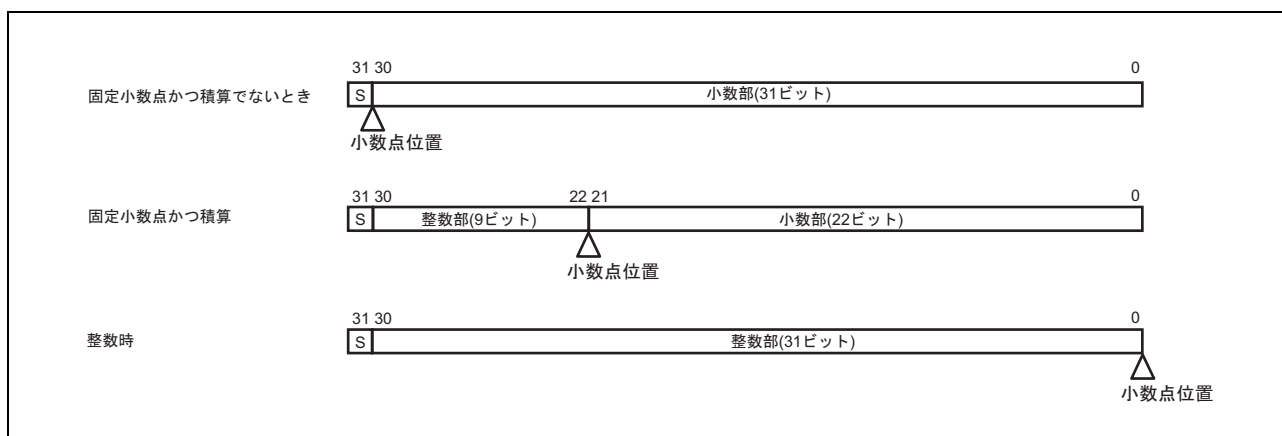 31 30 0
固定小数点かつ積算でないとき S 小数部(31ビット)
小数点位置
31 30 22 21 0
固定小数点かつ積算 S 整数部(9ビット) 小数部(22ビット)
小数点位置
31 30 0
整数時 S 整数部(31ビット)
小数点位置